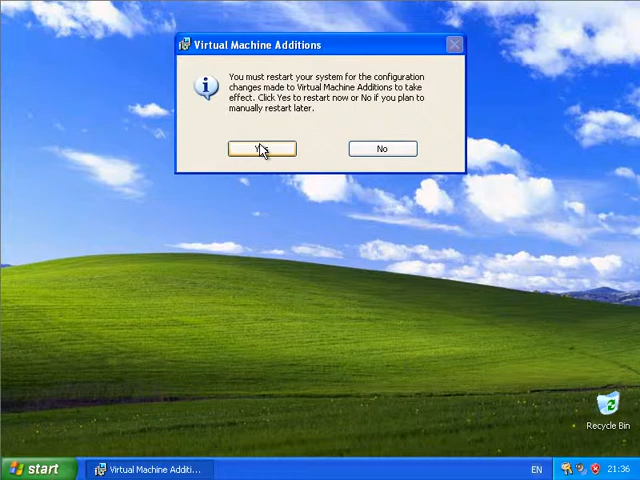 Virtual Machine Additions
You must restart your system for the configuration
changes made to Virtual Machine Additions to take
effect. Click Yes to restart now or No if you plan to
manually restart later.
No
Recycle Bin
start
Virtual Machine Additi...
EN
21:36